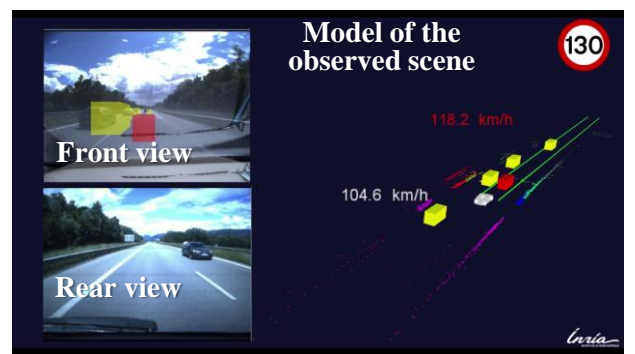 Model of the
observed scene
130
118.2 km/h
Front view
104.6 km/h
Rear view
Inria